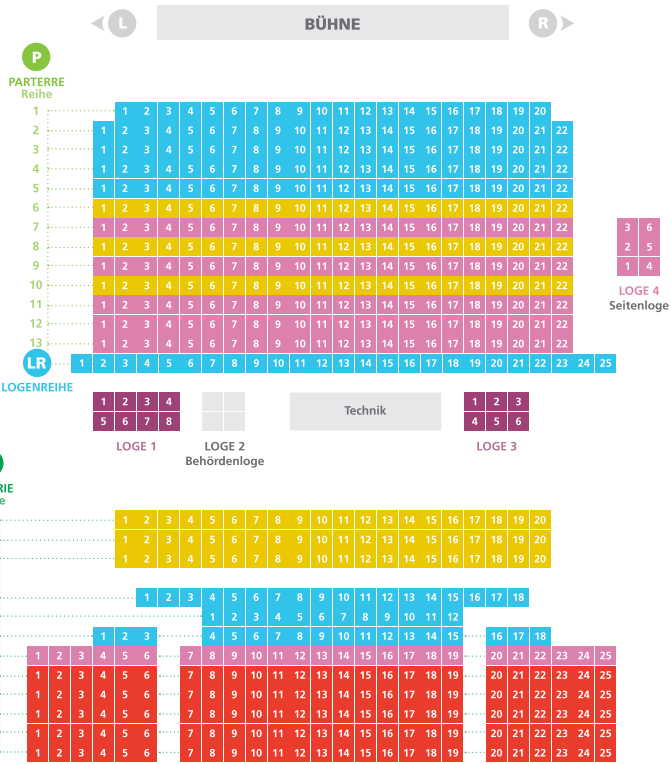 L
BÜHNE
R
P
PARTERRE
Reihe
1 1 2 3 4 5 6 7 8 9 10 11 12 13 14 15 16 17 18 19 20
2 1 2 3 4 5 6 7 8 9 10 11 12 13 14 15 16 17 18 19 20 21 22
3 1 2 3 4 5 6 7 8 9 10 11 12 13 14 15 16 17 18 19 20 21 22
4 1 2 3 4 5 6 7 8 9 10 11 12 13 14 15 16 17 18 19 20 21 22
5 1 2 3 4 5 6 7 8 9 10 11 12 13 14 15 16 17 18 19 20 21 22
6 1 2 3 4 5 6 7 8 9 10 11 12 13 14 15 16 17 18 19 20 21 22
7 1 2 3 4 5 6 7 8 9 10 11 12 13 14 15 16 17 18 19 20 21 22 3 6
8 1 2 3 4 5 6 7 8 9 10 11 12 13 14 15 16 17 18 19 20 21 22 2 5
9 1 2 3 4 5 6 7 8 9 10 11 12 13 14 15 16 17 18 19 20 21 22 1 4
10 1 2 3 4 5 6 7 8 9 10 11 12 13 14 15 16 17 18 19 20 21 22
LOGE 4
Seitenloge
11 1 2 3 4 5 6 7 8 9 10 11 12 13 14 15 16 17 18 19 20 21 22
12 1 2 3 4 5 6 7 8 9 10 11 12 13 14 15 16 17 18 19 20 21 22
13 1 2 3 4 5 6 7 8 9 10 11 12 13 14 15 16 17 18 19 20 21 22
LR 1 2 3 4 5 6 7 8 9 10 11 12 13 14 15 16 17 18 19 20 21 22 23 24 25
LOGENREIHE
1 2 3 4 Technik 1 2 3
5 6 7 8 4 5 6
LOGE 1 LOGE 2 LOGE 3
Behördenloge
RIE
e
1 2 3 4 5 6 7 8 9 10 11 12 13 14 15 16 17 18 19 20
1 2 3 4 5 6 7 8 9 10 11 12 13 14 15 16 17 18 19 20
1 2 3 4 5 6 7 8 9 10 11 12 13 14 15 16 17 18 19 20
1 2 3 4 5 6 7 8 9 10 11 12 13 14 15 16 17 18
1 2 3 4 5 6 7 8 9 10 11 12
1 2 3 4 5 6 7 8 9 10 11 12 13 14 15 16 17 18
1 2 3 4 5 6 7 8 9 10 11 12 13 14 15 16 17 18 19 20 21 22 23 24 25
1 2 3 4 5 6 7 8 9 10 11 12 13 14 15 16 17 18 19 20 21 22 23 24 25
1 2 3 4 5 6 7 8 9 10 11 12 13 14 15 16 17 18 19 20 21 22 23 24 25
1 2 3 4 5 6 7 8 9 10 11 12 13 14 15 16 17 18 19 20 21 22 23 24 25
1 2 3 4 5 6 7 8 9 10 11 12 13 14 15 16 17 18 19 20 21 22 23 24 25
1 2 3 4 5 6 7 8 9 10 11 12 13 14 15 16 17 18 19 20 21 22 23 24 25